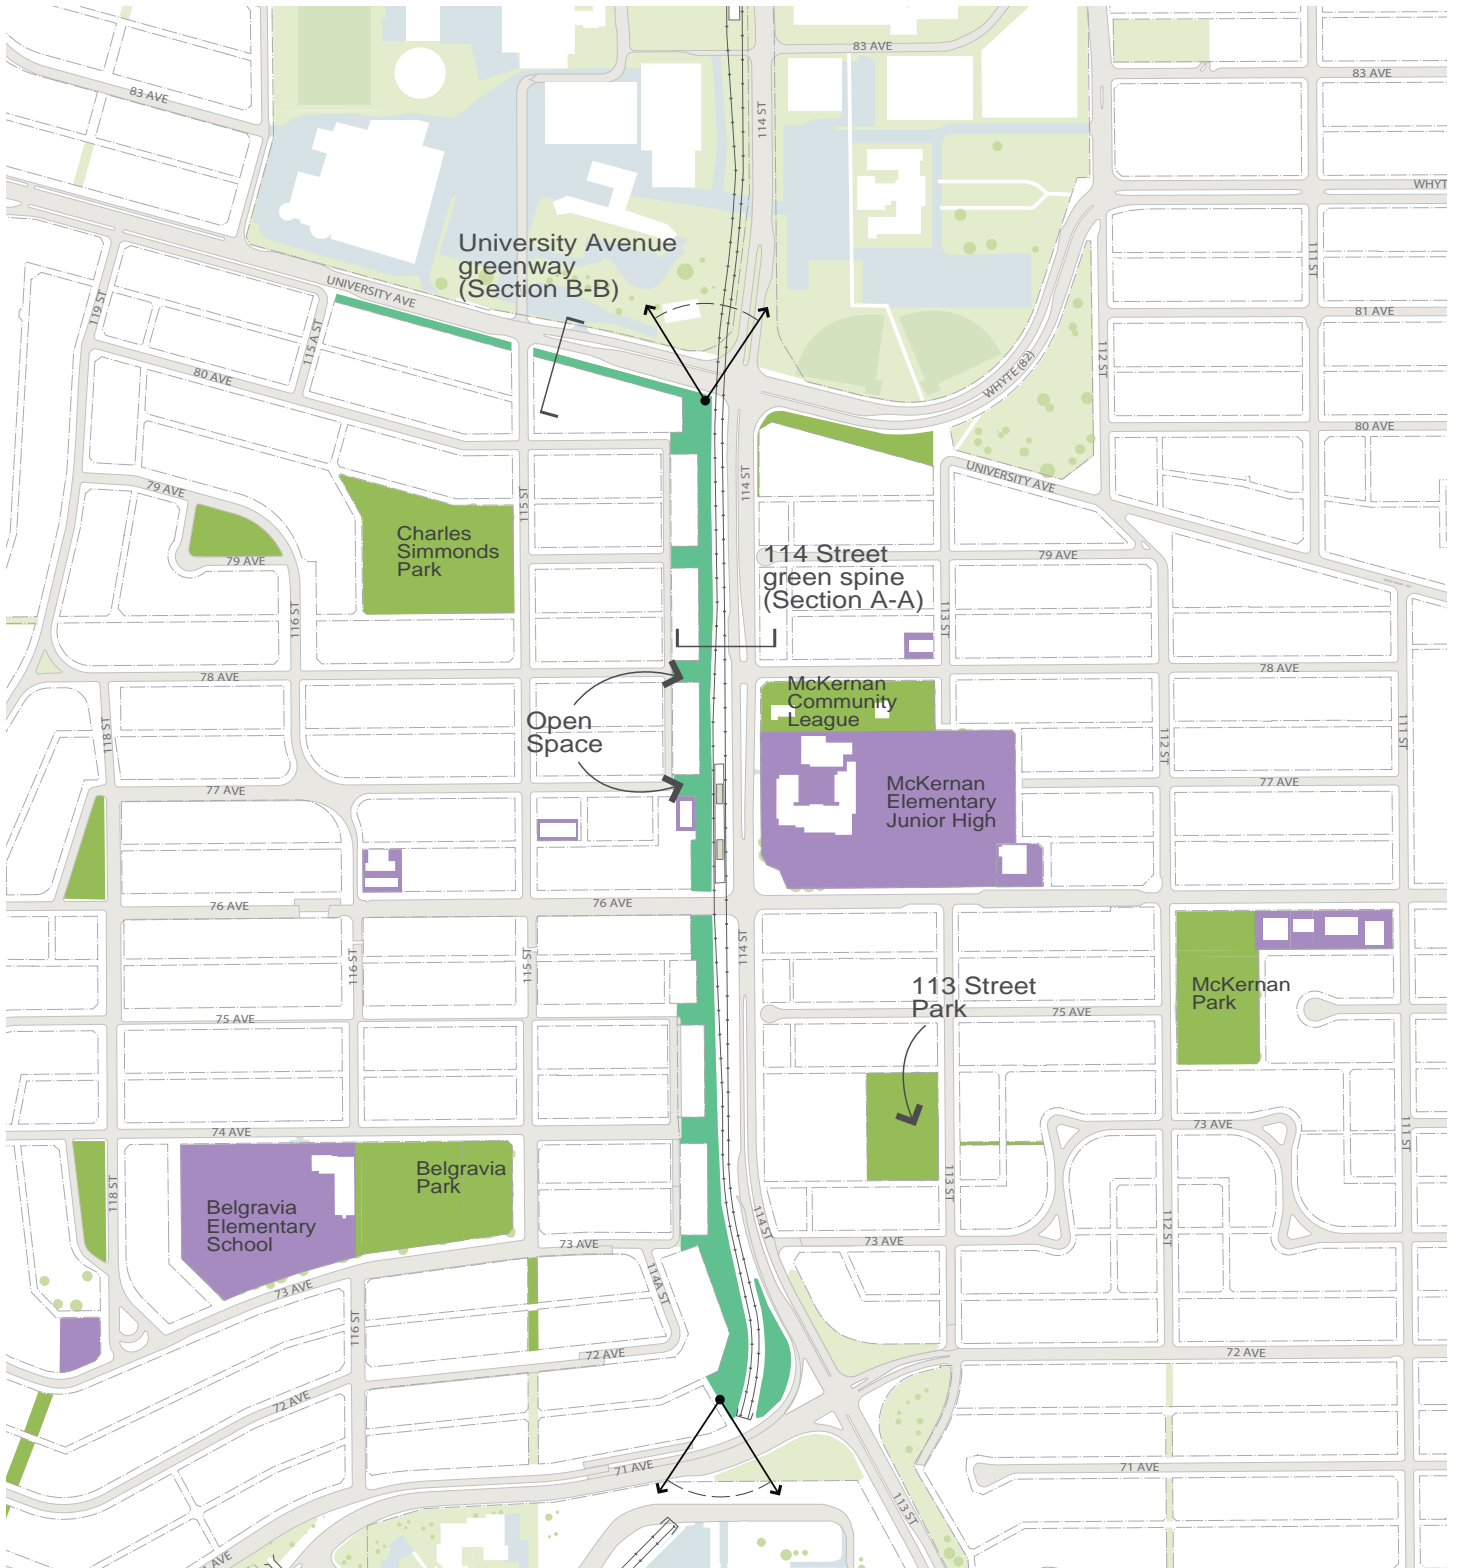 83 AVE
83 AVE
83 AVE
114 ST
WHYT
University Avenue
greenway
(Section B-B)
111 ST
UNIVERSITY AVE
119 ST
115 A ST
81 AVE
112 ST
WHYTE (82)
80 AVE
80 AVE
UNIVERSITY AVE
114 ST
115 ST
79 AVE
Charles
Simmonds
Park
79 AVE
79 AVE
114 Street
green spine
(Section A-A)
116 ST
113 ST
78 AVE
78 AVE
McKernan
Community
League
118 ST
Open
Space
112 ST
111 ST
77 AVE
77 AVE
McKernan
Elementary
Junior High
76 AVE
76 AVE
114 ST
116 ST
115 ST
113 Street
Park
McKernan
Park
75 AVE
75 AVE
74 AVE
73 AVE
111 ST
Belgravia
Park
118 ST
113 ST
Belgravia
Elementary
School
114 ST
112 ST
73 AVE
73 AVE
73 AVE
114A ST
116 ST
72 AVE
72 AVE
72 AVE
71 AVE
71 AVE
113 ST
AVE